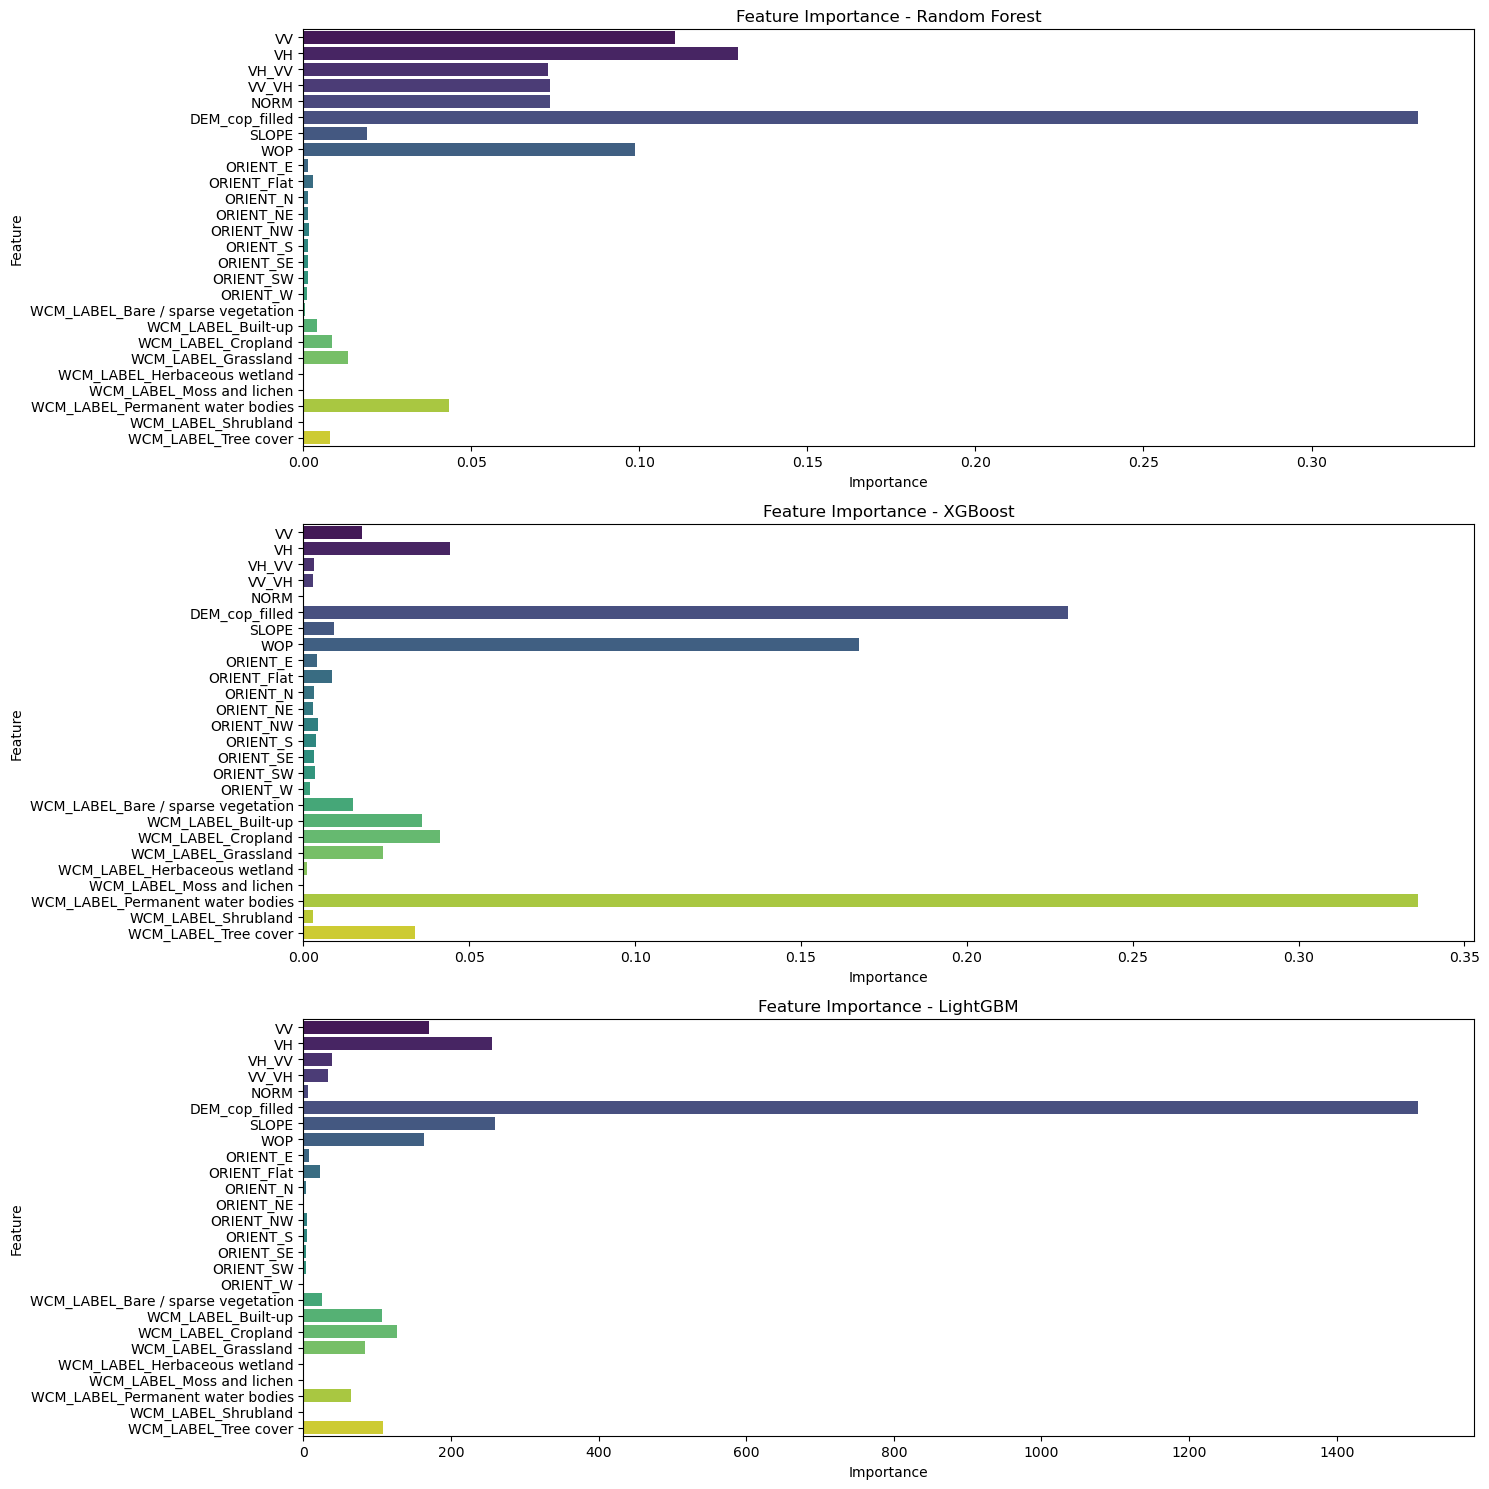 Feature Importance - Random Forest
Feature
VV
VH
VH_VV
VV_VH
NORM
DEM_cop_filled
SLOPE
WOP
ORIENT_E
ORIENT_Flat
ORIENT_N
ORIENT_NE
ORIENT_NW
ORIENT_S
ORIENT_SE
ORIENT_SW
ORIENT_W
WCM_LABEL_Bare / sparse vegetation
WCM_LABEL_Built-up
WCM_LABEL_Cropland
WCM_LABEL_Grassland
WCM_LABEL_Herbaceous wetland
WCM_LABEL_Moss and lichen
WCM_LABEL_Permanent water bodies
WCM_LABEL_Shrubland
WCM_LABEL_Tree cover
0.00 0.05 0.10 0.15 0.20 0.25 0.30
Importance
Feature Importance - XGBoost
Feature
VV
VH
VH_VV
VV_VH
NORM
DEM_cop_filled
SLOPE
WOP
ORIENT_E
ORIENT_Flat
ORIENT_N
ORIENT_NE
ORIENT_NW
ORIENT_S
ORIENT_SE
ORIENT_SW
ORIENT_W
WCM_LABEL_Bare / sparse vegetation
WCM_LABEL_Built-up
WCM_LABEL_Cropland
WCM_LABEL_Grassland
WCM_LABEL_Herbaceous wetland
WCM_LABEL_Moss and lichen
WCM_LABEL_Permanent water bodies
WCM_LABEL_Shrubland
WCM_LABEL_Tree cover
0.00 0.05 0.10 0.15 0.20 0.25 0.30 0.35
Importance
Feature Importance - LightGBM
Feature
VV
VH
VH_VV
VV_VH
NORM
DEM_cop_filled
SLOPE
WOP
ORIENT_E
ORIENT_Flat
ORIENT_N
ORIENT_NE
ORIENT_NW
ORIENT_S
ORIENT_SE
ORIENT_SW
ORIENT_W
WCM_LABEL_Bare / sparse vegetation
WCM_LABEL_Built-up
WCM_LABEL_Cropland
WCM_LABEL_Grassland
WCM_LABEL_Herbaceous wetland
WCM_LABEL_Moss and lichen
WCM_LABEL_Permanent water bodies
WCM_LABEL_Shrubland
WCM_LABEL_Tree cover
0 200 400 600 800 1000 1200 1400
Importance